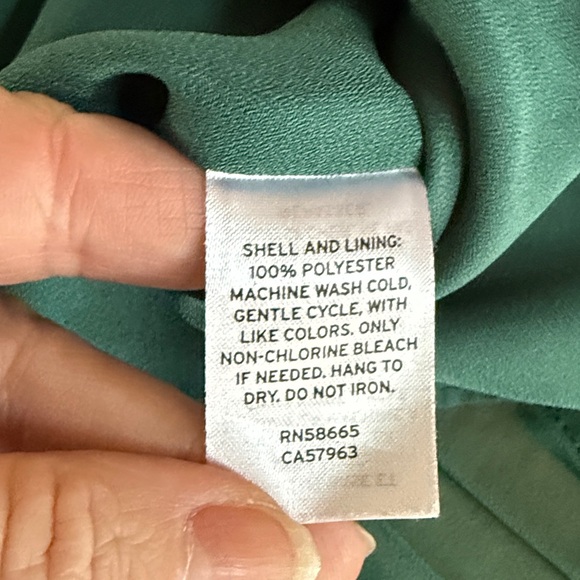 SHELL AND LINING:
100% POLYESTER
MACHINE WASH COLD,
GENTLE CYCLE, WITH
LIKE COLORS. ONLY
NON-CHLORINE BLEACH
IF NEEDED. HANG TO
DRY. DO NOT IRON.
RN58665
CA57963